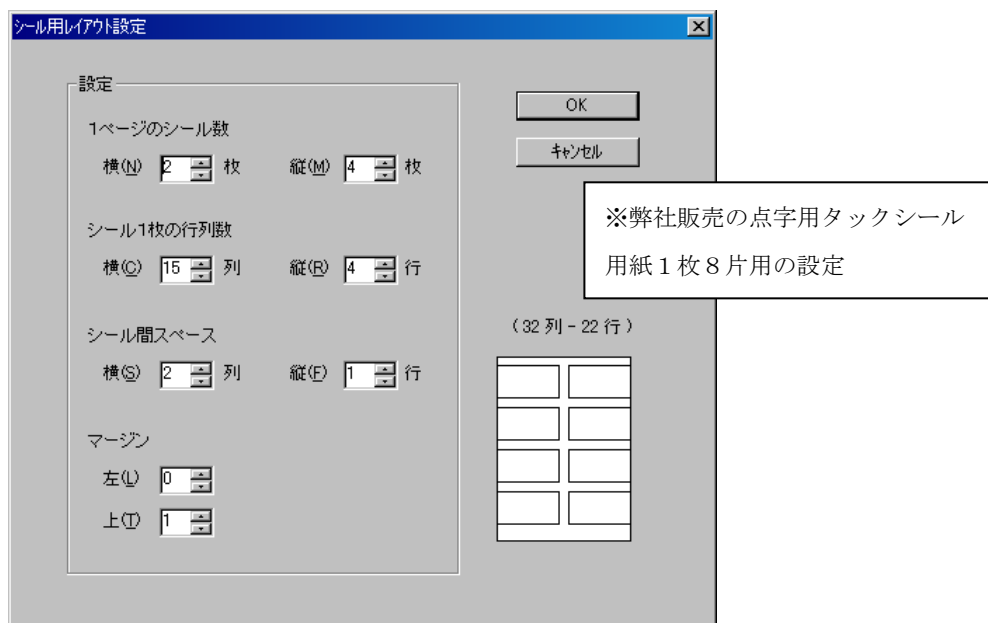 シール用レイアウト設定
設定
1ページのシール数
横(N) 2 枚 縦(M) 4 枚
シール1枚の行列数
横(C) 15 列 縦(R) 4 行
シール間スペース
横(S) 2 列 縦(F) 1 行
マージン
左(L) 0
上(T) 1
OK
キャンセル
※弊社販売の点字用タックシール
用紙１枚８片用の設定
(32 列 - 22 行)